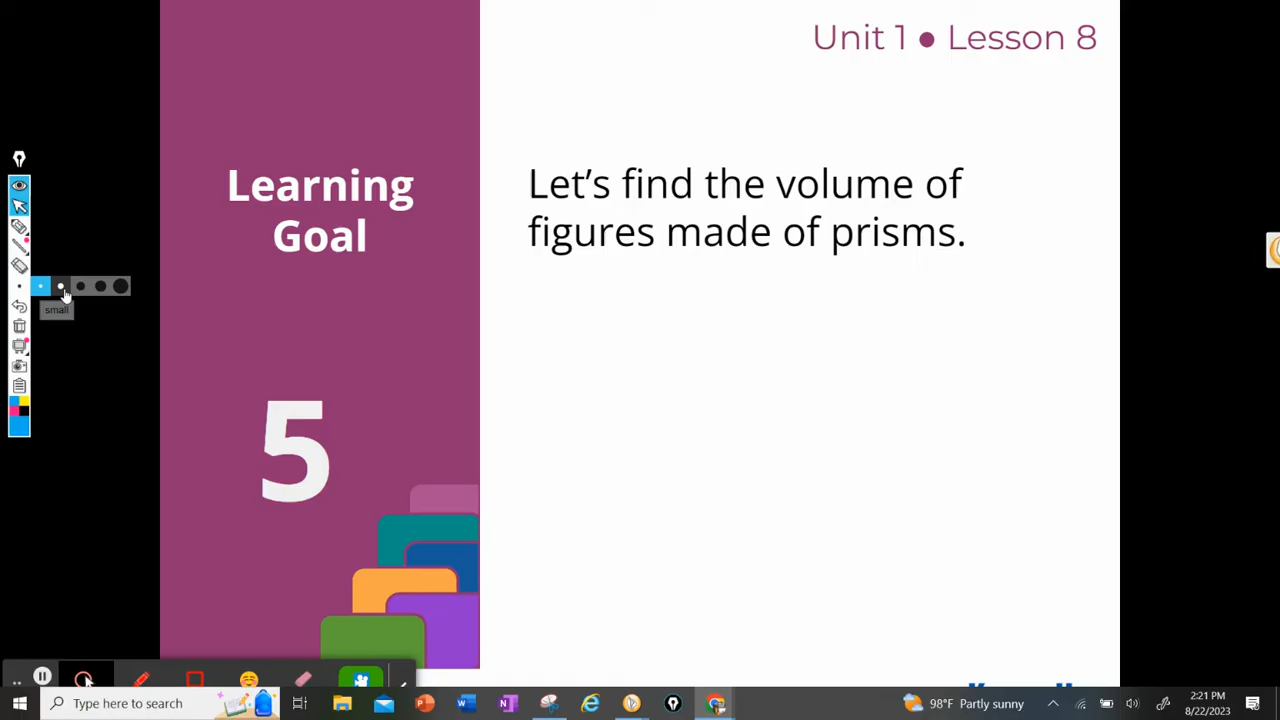 Unit 1 ● Lesson 8
Learning
Goal
Let's find the volume of
figures made of prisms.
small
5
Type here to search
98°F Partly sunny
2:21 PM
8/22/2023